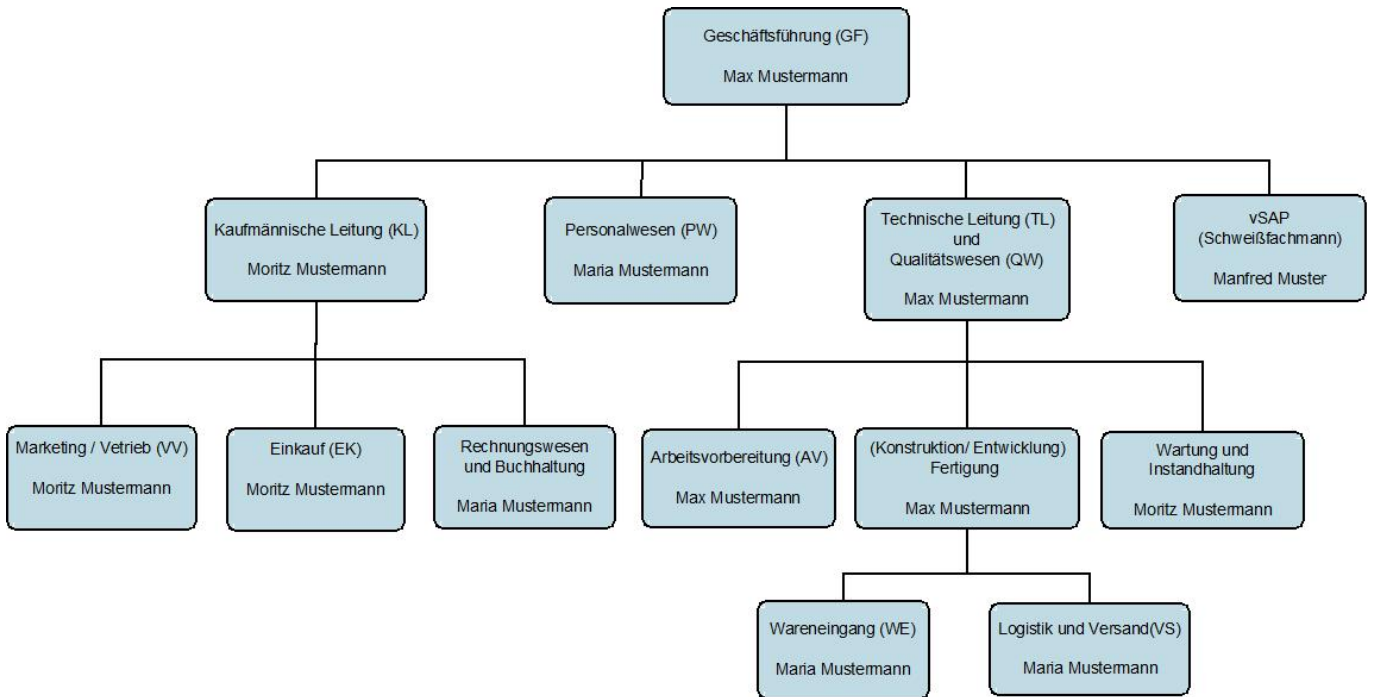 Geschäftsführung (GF)
Max Mustermann
Kaufmännische Leitung (KL)
Moritz Mustermann
Personalwesen (PW)
Maria Mustermann
Technische Leitung (TL)
und
Qualitätswesen (QW)
Max Mustermann
vSAP
(Schweißfachmann)
Manfred Muster
Marketing / Vetrieb (VV)
Moritz Mustermann
Einkauf (EK)
Moritz Mustermann
Rechnungswesen
und Buchhaltung
Maria Mustermann
Arbeitsvorbereitung (AV)
Max Mustermann
(Konstruktion/ Entwicklung)
Fertigung
Max Mustermann
Wartung und
Instandhaltung
Moritz Mustermann
Wareneingang (WE)
Maria Mustermann
Logistik und Versand(VS)
Maria Mustermann